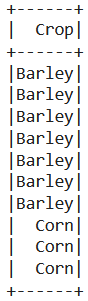 +------+
|  Crop|
+------+
|Barley|
|Barley|
|Barley|
|Barley|
|Barley|
|Barley|
|Barley|
|  Corn|
|  Corn|
|  Corn|
+------+